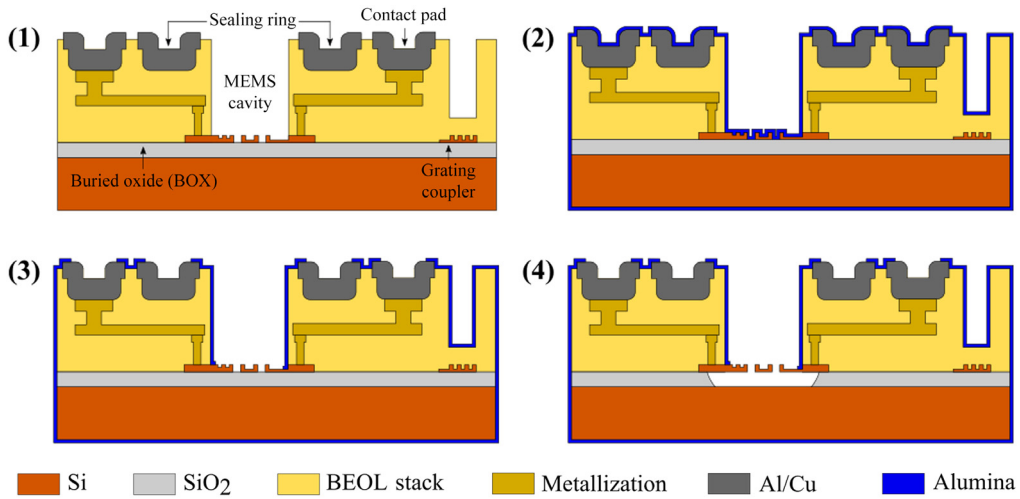 (1)
Sealing ring
Contact pad
MEMS
cavity
Buried oxide (BOX)
Grating
coupler
(2)
(3)
(4)
Si
SiO₂
BEOL stack
Metallization
Al/Cu
Alumina